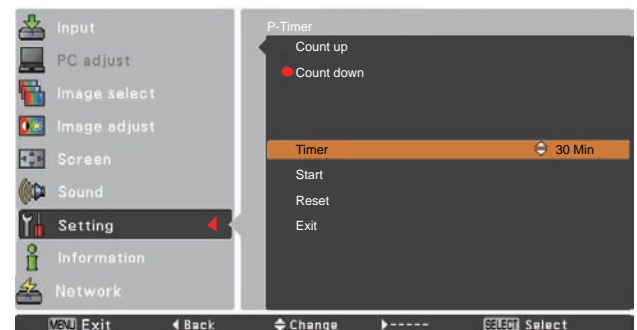 Input
PC adjust
Image select
Image adjust
Screen
Sound
Setting
Information
Network
P-Timer
Count up
Count down
Timer 30 Min
Start
Reset
Exit
MENU Exit Back Change ----- SELECT Select